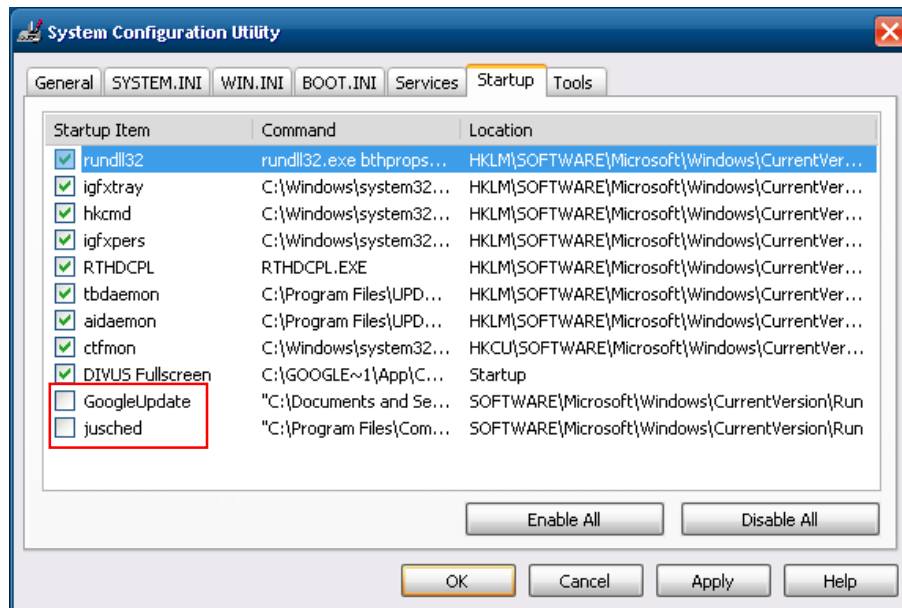 System Configuration Utility
General SYSTEM.INI WIN.INI BOOT.INI Services Startup Tools
Startup Item Command Location
rundll32 rundll32.exe bthprops... HKLM\SOFTWARE\Microsoft\Windows\CurrentVer...
igfxtray C:\Windows\system32... HKLM\SOFTWARE\Microsoft\Windows\CurrentVer...
hkcmd C:\Windows\system32... HKLM\SOFTWARE\Microsoft\Windows\CurrentVer...
igfxpers C:\Windows\system32... HKLM\SOFTWARE\Microsoft\Windows\CurrentVer...
RTHDCPL RTHDCPL.EXE HKLM\SOFTWARE\Microsoft\Windows\CurrentVer...
tbdaemon C:\Program Files\UPD... HKLM\SOFTWARE\Microsoft\Windows\CurrentVer...
aidaemon C:\Program Files\UPD... HKLM\SOFTWARE\Microsoft\Windows\CurrentVer...
ctfmon C:\Windows\system32... HKCU\SOFTWARE\Microsoft\Windows\CurrentVer...
DIVUS Fullscreen C:\GOOGLE~1\App\C... Startup
GoogleUpdate "C:\Documents and Se... SOFTWARE\Microsoft\Windows\CurrentVersion\Run
jusched "C:\Program Files\Com... SOFTWARE\Microsoft\Windows\CurrentVersion\Run
Enable All Disable All
OK Cancel Apply Help